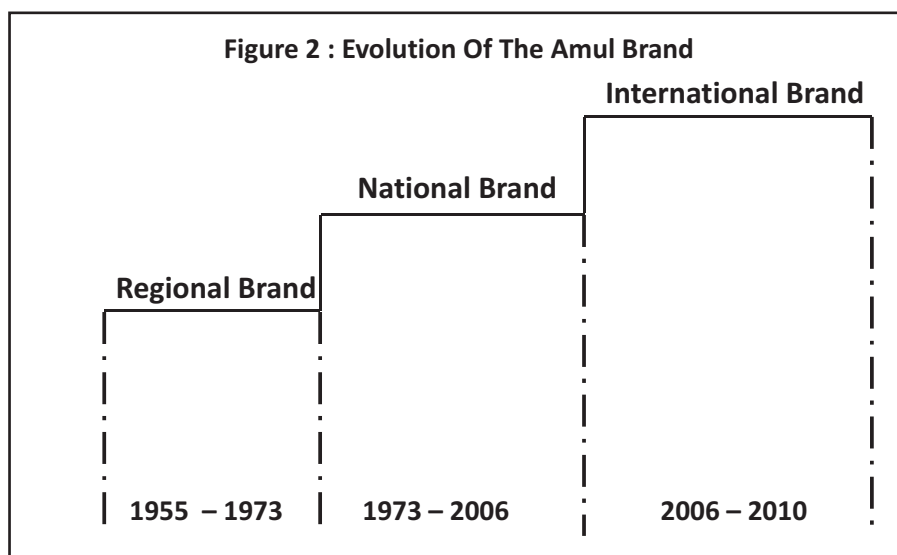 Figure 2 : Evolution Of The Amul Brand
International Brand
National Brand
Regional Brand
1955 – 1973
1973 – 2006
2006 – 2010